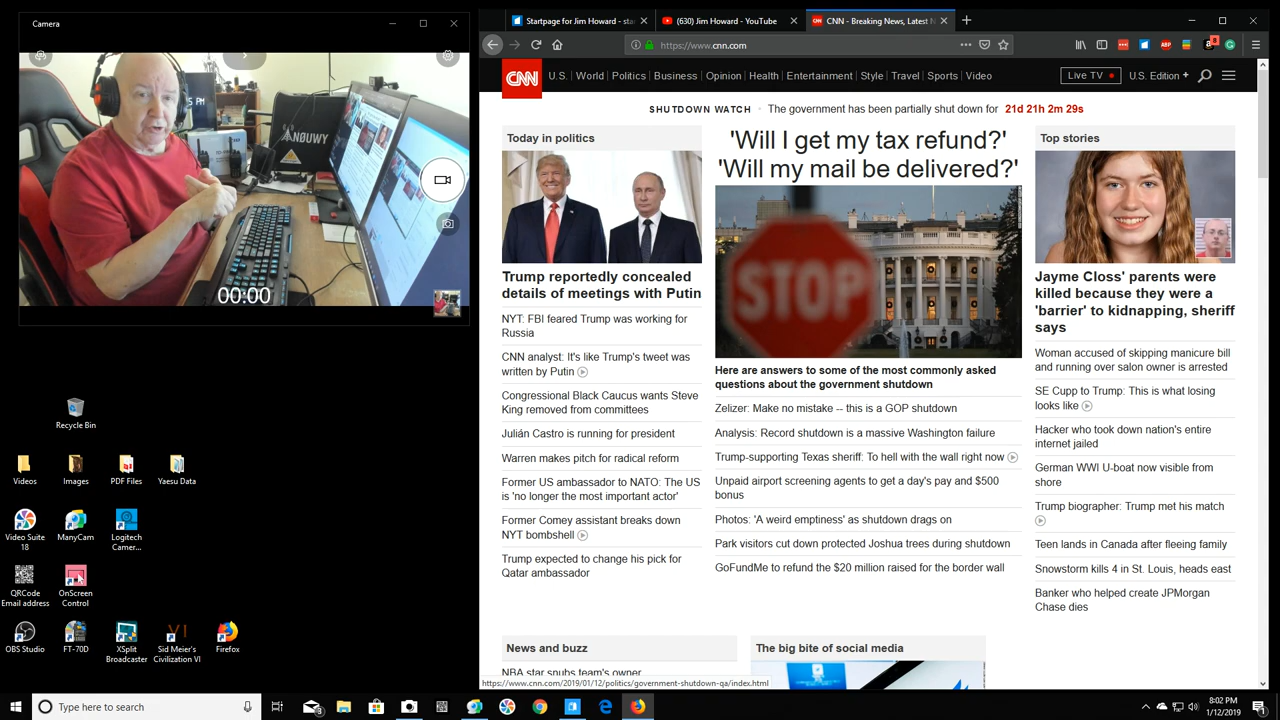 Camera
5 PM
ANØUWY
00:00
Recycle Bin
Videos
Images
PDF Files
Yaesu Data
Video Suite
18
ManyCam
Logitech
Camer...
QRCode
Email address
OnScreen
Control
OBS Studio
FT-70D
XSplit
Broadcaster
Sid Meier's
Civilization VI
Firefox
Startpage for Jim Howard - sta
(630) Jim Howard - YouTube
CNN - Breaking News, Latest N
https://www.cnn.com
ABP
8
CNN
U.S.
World
Politics
Business
Opinion
Health
Entertainment
Style
Travel
Sports
Video
Live TV
U.S. Edition +
SHUTDOWN WATCH
The government has been partially shut down for 21d 21h 2m 29s
Today in politics
Trump reportedly concealed
details of meetings with Putin
NYT: FBI feared Trump was working for
Russia
CNN analyst: It's like Trump's tweet was
written by Putin
Congressional Black Caucus wants Steve
King removed from committees
Julián Castro is running for president
Warren makes pitch for radical reform
Former US ambassador to NATO: The US
is 'no longer the most important actor'
Former Comey assistant breaks down
NYT bombshell
Trump expected to change his pick for
Qatar ambassador
'Will I get my tax refund?'
'Will my mail be delivered?'
STOP
Here are answers to some of the most commonly asked
questions about the government shutdown
Zelizer: Make no mistake -- this is a GOP shutdown
Analysis: Record shutdown is a massive Washington failure
Trump-supporting Texas sheriff: To hell with the wall right now
Unpaid airport screening agents to get a day's pay and $500
bonus
Photos: 'A weird emptiness' as shutdown drags on
Park visitors cut down protected Joshua trees during shutdown
GoFundMe to refund the $20 million raised for the border wall
Top stories
Jayme Closs' parents were
killed because they were a
'barrier' to kidnapping, sheriff
says
Woman accused of skipping manicure bill
and running over salon owner is arrested
SE Cupp to Trump: This is what losing
looks like
Hacker who took down nation's entire
internet jailed
German WWI U-boat now visible from
shore
Trump biographer: Trump met his match
Teen lands in Canada after fleeing family
Snowstorm kills 4 in St. Louis, heads east
Banker who helped create JPMorgan
Chase dies
News and buzz
NBA star snubs team's owner
The big bite of social media
https://www.cnn.com/2019/01/12/politics/government-shutdown-qa/index.html
Type here to search
3
8:02 PM
1/12/2019
1